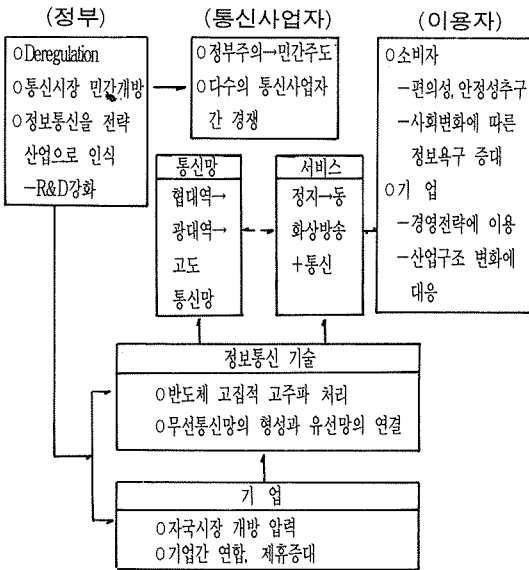 (정부)
(통신사업자)
(이용자)
○Deregulation
○통신시장 민간개방
○정보통신을 전략
산업으로 인식
－R&D강화
○정부주의→민간주도
○다수의 통신사업자
간 경쟁
○소비자
－편의성, 안정성추구
－사회변화에 따른
정보욕구 증대
○기 업
－경영전략에 이용
－산업구조 변화에
대응
통신망
협대역→
광대역→
고도
통신망
서비스
정지→동
화상방송
+통신
정보통신 기술
○반도체 고집적 고주파 처리
○무선통신망의 형성과 유선망의 연결
기 업
○자국시장 개방 압력
○기업간 연합, 제휴증대